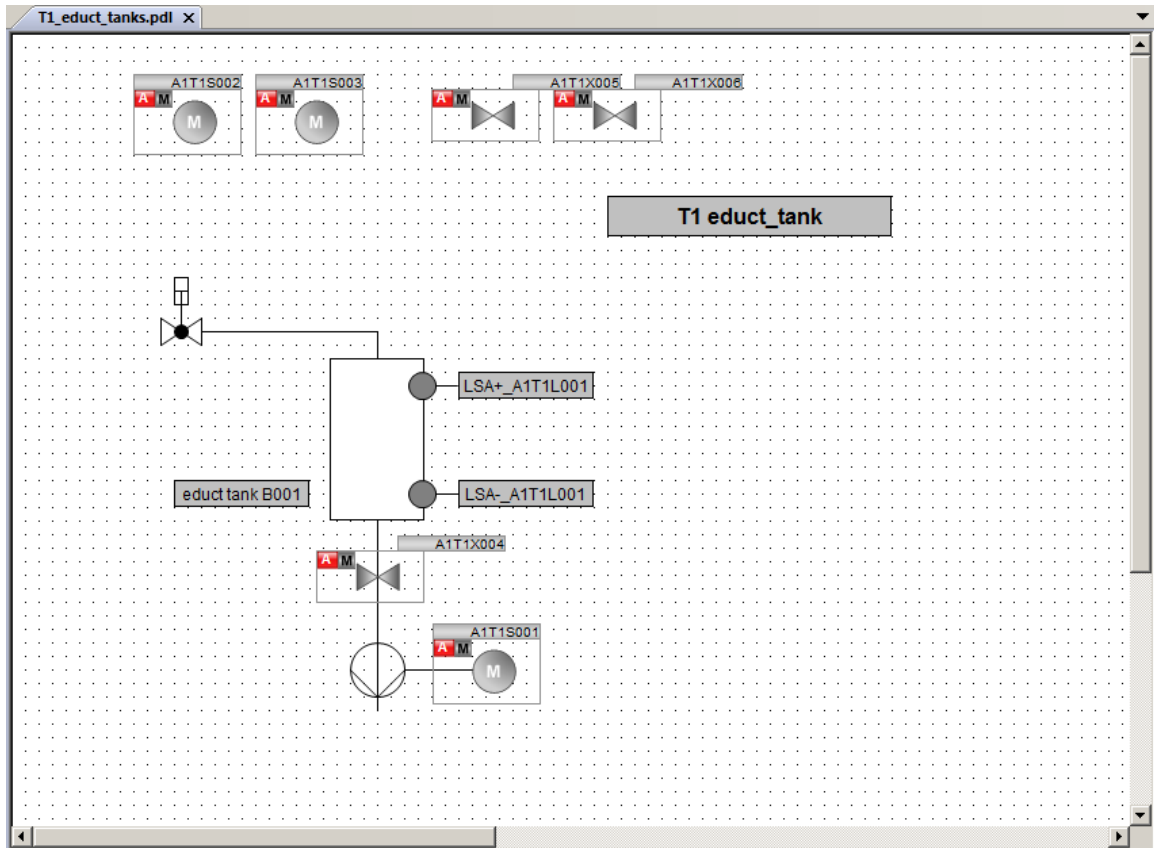 T1_educt_tanks.pdl
A1T1S002 A1T1S003 A1T1X005 A1T1X006
A M A M A M A M
M M
T1 educt_tank
LSA+_A1T1L001
educt tank B001 LSA-_A1T1L001
A1T1X004
A M
A1T1S001
A M
M